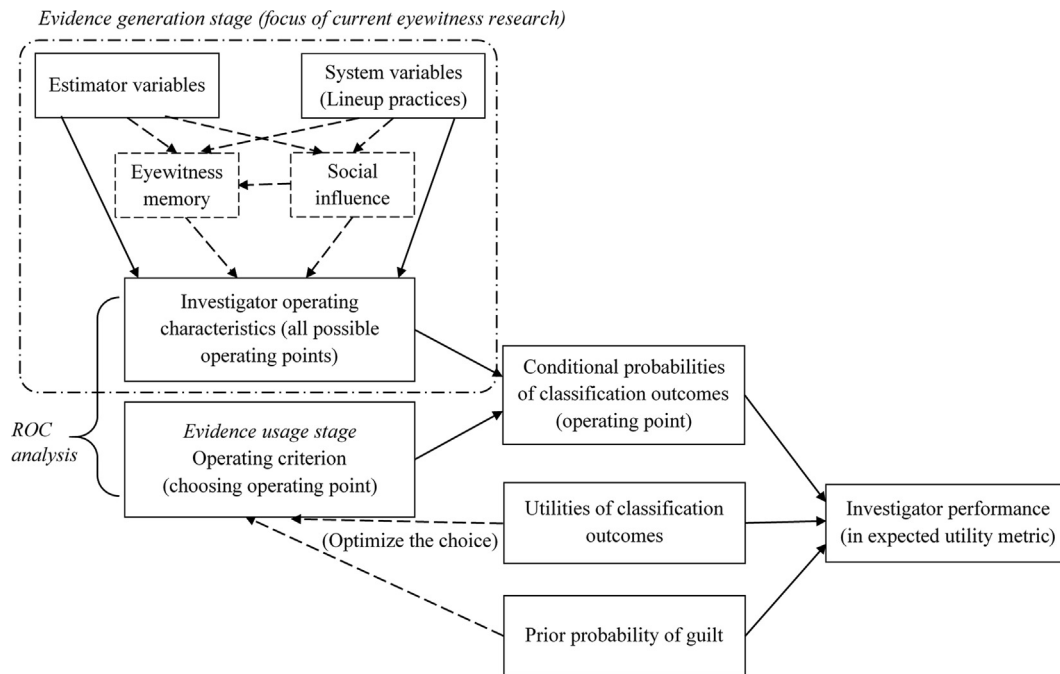 Evidence generation stage (focus of current eyewitness research)
Estimator variables
System variables
(Lineup practices)
Eyewitness
memory
Social
influence
Investigator operating
characteristics (all possible
operating points)
ROC
analysis
Evidence usage stage
Operating criterion
(choosing operating point)
Conditional probabilities
of classification outcomes
(operating point)
(Optimize the choice)
Utilities of classification
outcomes
Prior probability of guilt
Investigator performance
(in expected utility metric)